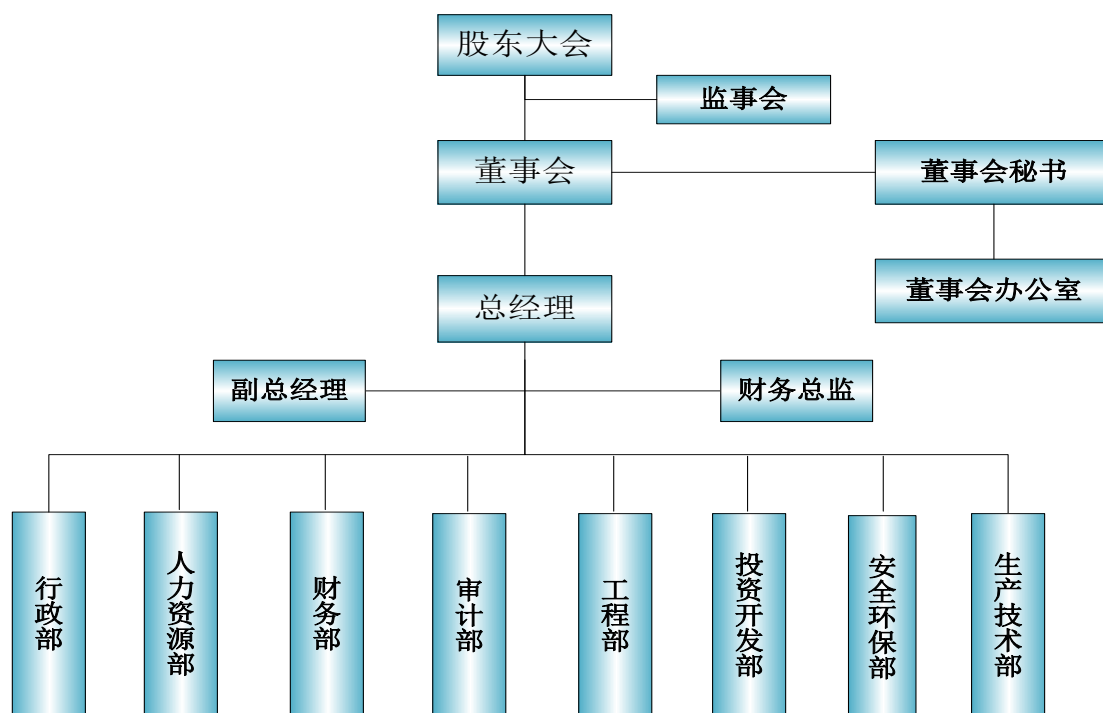 股东大会
监事会
董事会
董事会秘书
总经理
董事会办公室
副总经理
财务总监
行政部
人力资源部
财务部
审计部
工程部
投资开发部
安全环保部
生产技术部